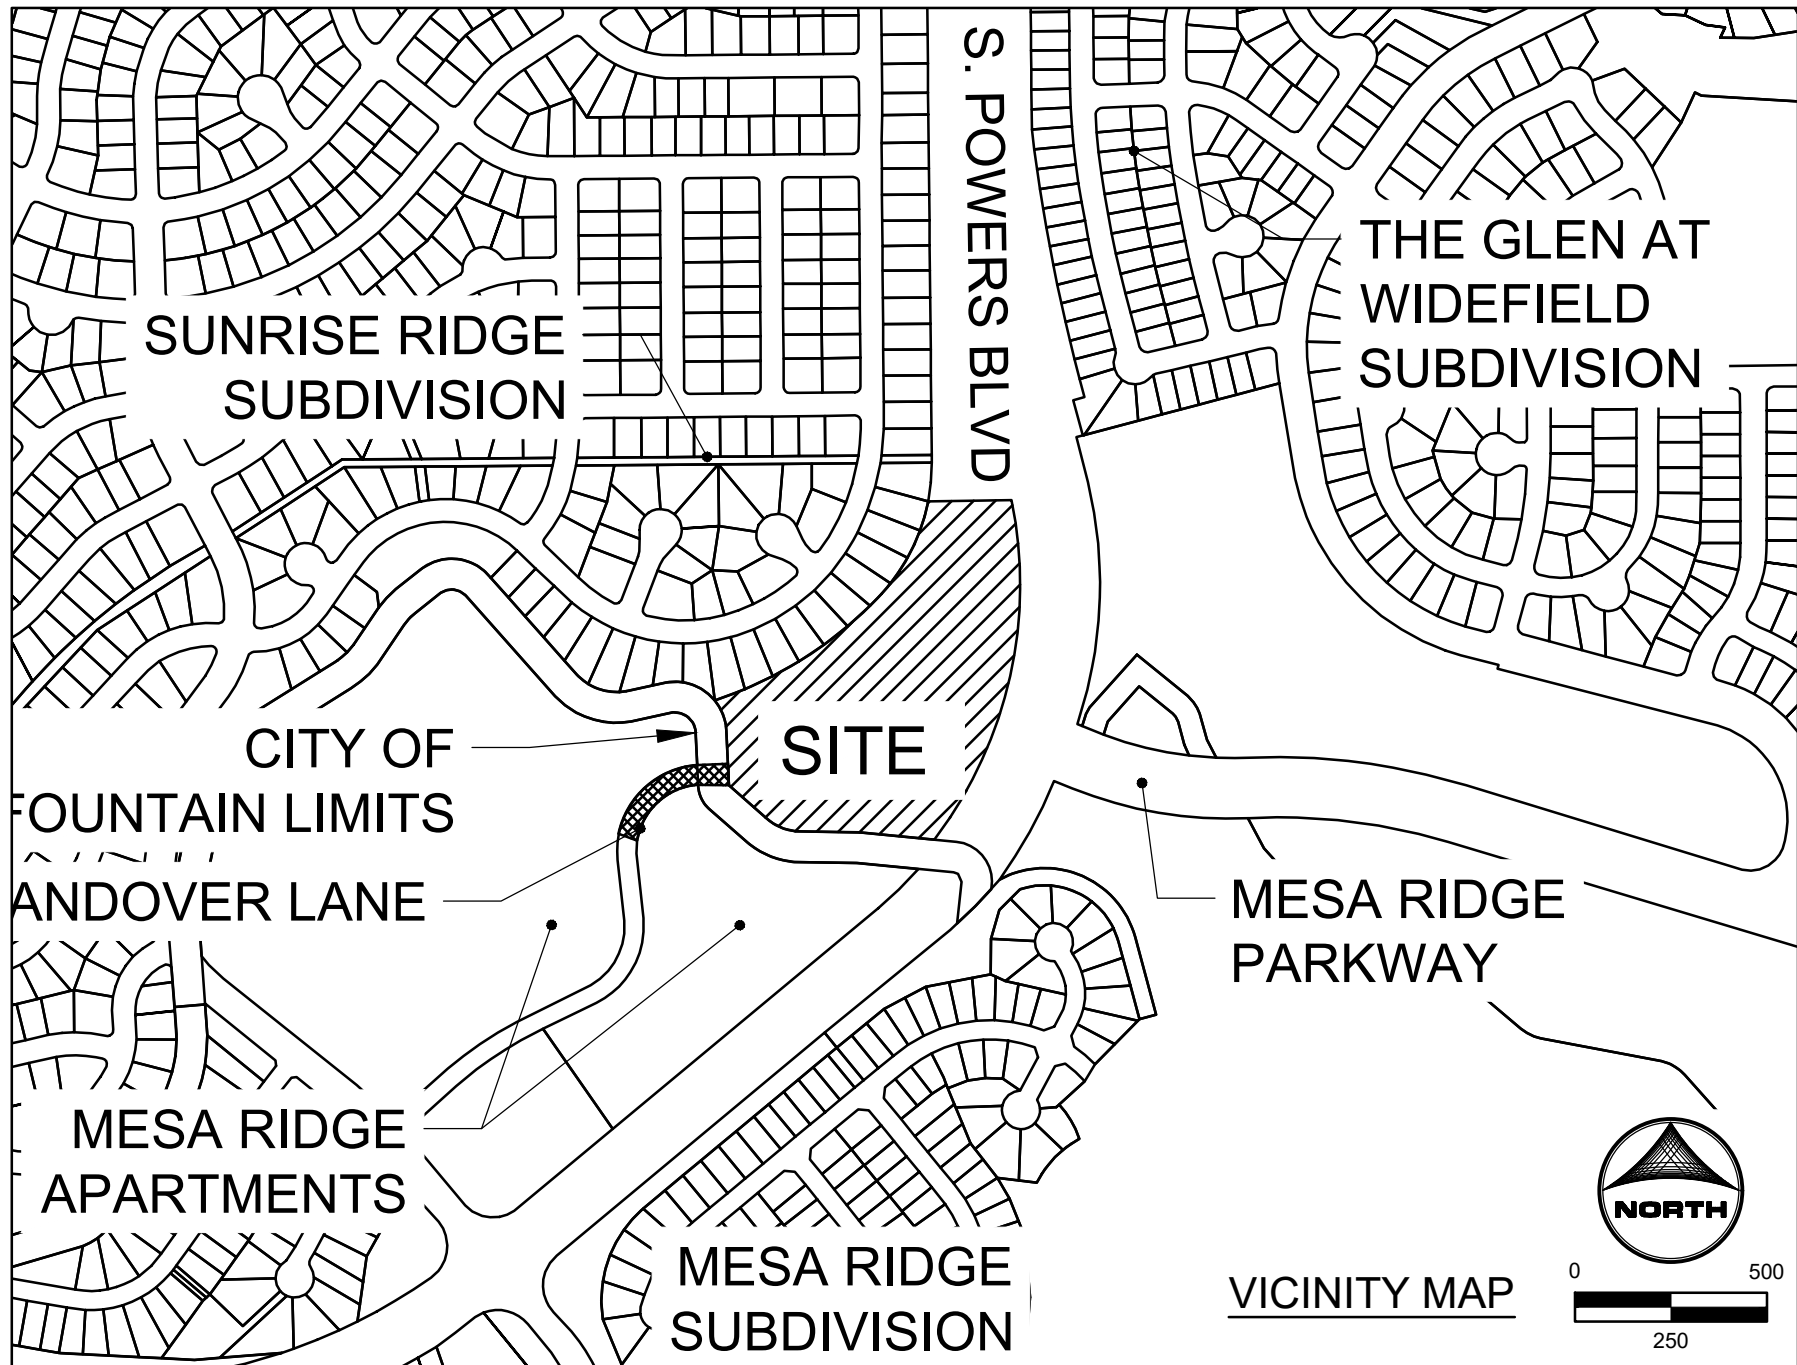 S. POWERS BLVD
THE GLEN AT
WIDEFIELD
SUBDIVISION
SUNRISE RIDGE
SUBDIVISION
CITY OF
FOUNTAIN LIMITS
SITE
ANDOVER LANE
MESA RIDGE
PARKWAY
MESA RIDGE
APARTMENTS
MESA RIDGE
SUBDIVISION
VICINITY MAP
NORTH
0 500
250